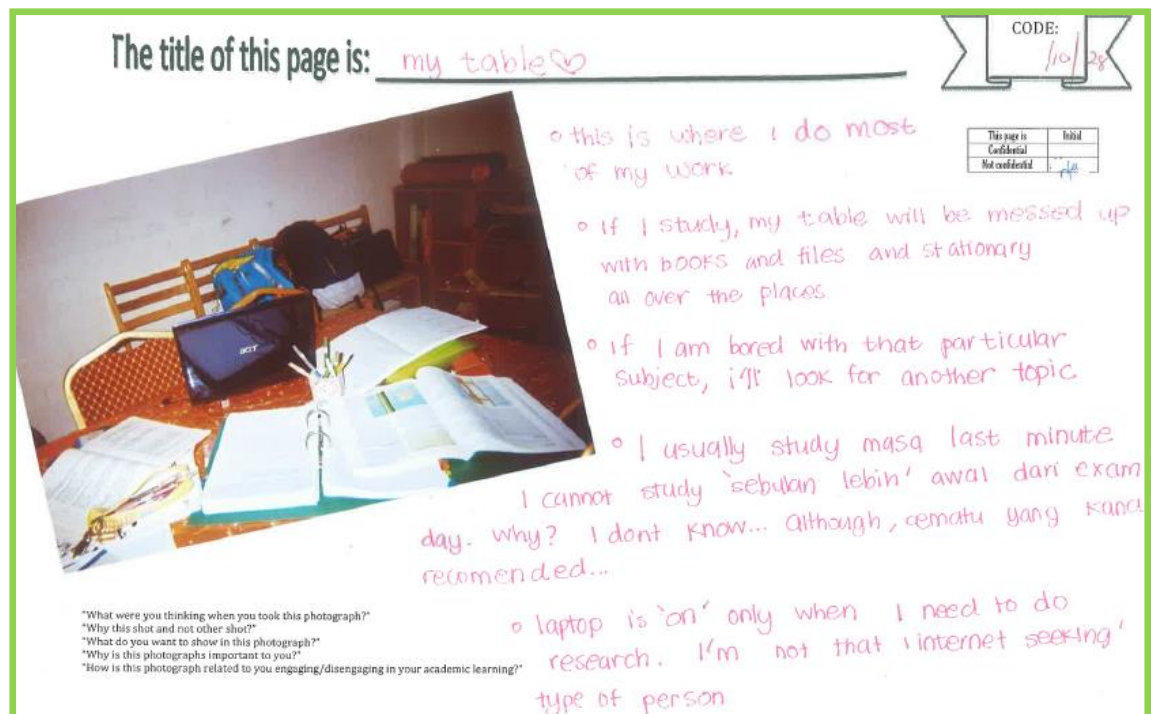 The title of this page is: my table♡
CODE:
/10/28
This page is Initial
Confidential
Not confidential
acer
• this is where I do most
of my work
• If I study, my table will be messed up
with books and files and stationary
all over the places
• If I am bored with that particular
subject, i'll look for another topic
• I usually study masa last minute
I cannot study 'sebulan lebih' awal dari exam
day. Why? I dont know... although, cematu yang kana
recomended...
• laptop is 'on' only when I need to do
research. I'm not that 'internet seeking'
type of person
"What were you thinking when you took this photograph?"
"Why this shot and not other shot?"
"What do you want to show in this photograph?"
"Why is this photographs important to you?"
"How is this photograph related to you engaging/disengaging in your academic learning?"